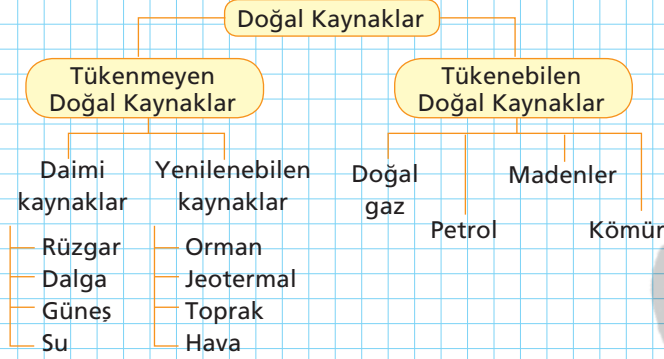 Doğal Kaynaklar
Tükenmeyen
Doğal Kaynaklar
Daimi
kaynaklar
Rüzgar
Dalga
Güneş
Su
Yenilenebilen
kaynaklar
Orman
Jeotermal
Toprak
Hava
Tükenebilen
Doğal Kaynaklar
Doğal
gaz
Petrol
Madenler
Kömür